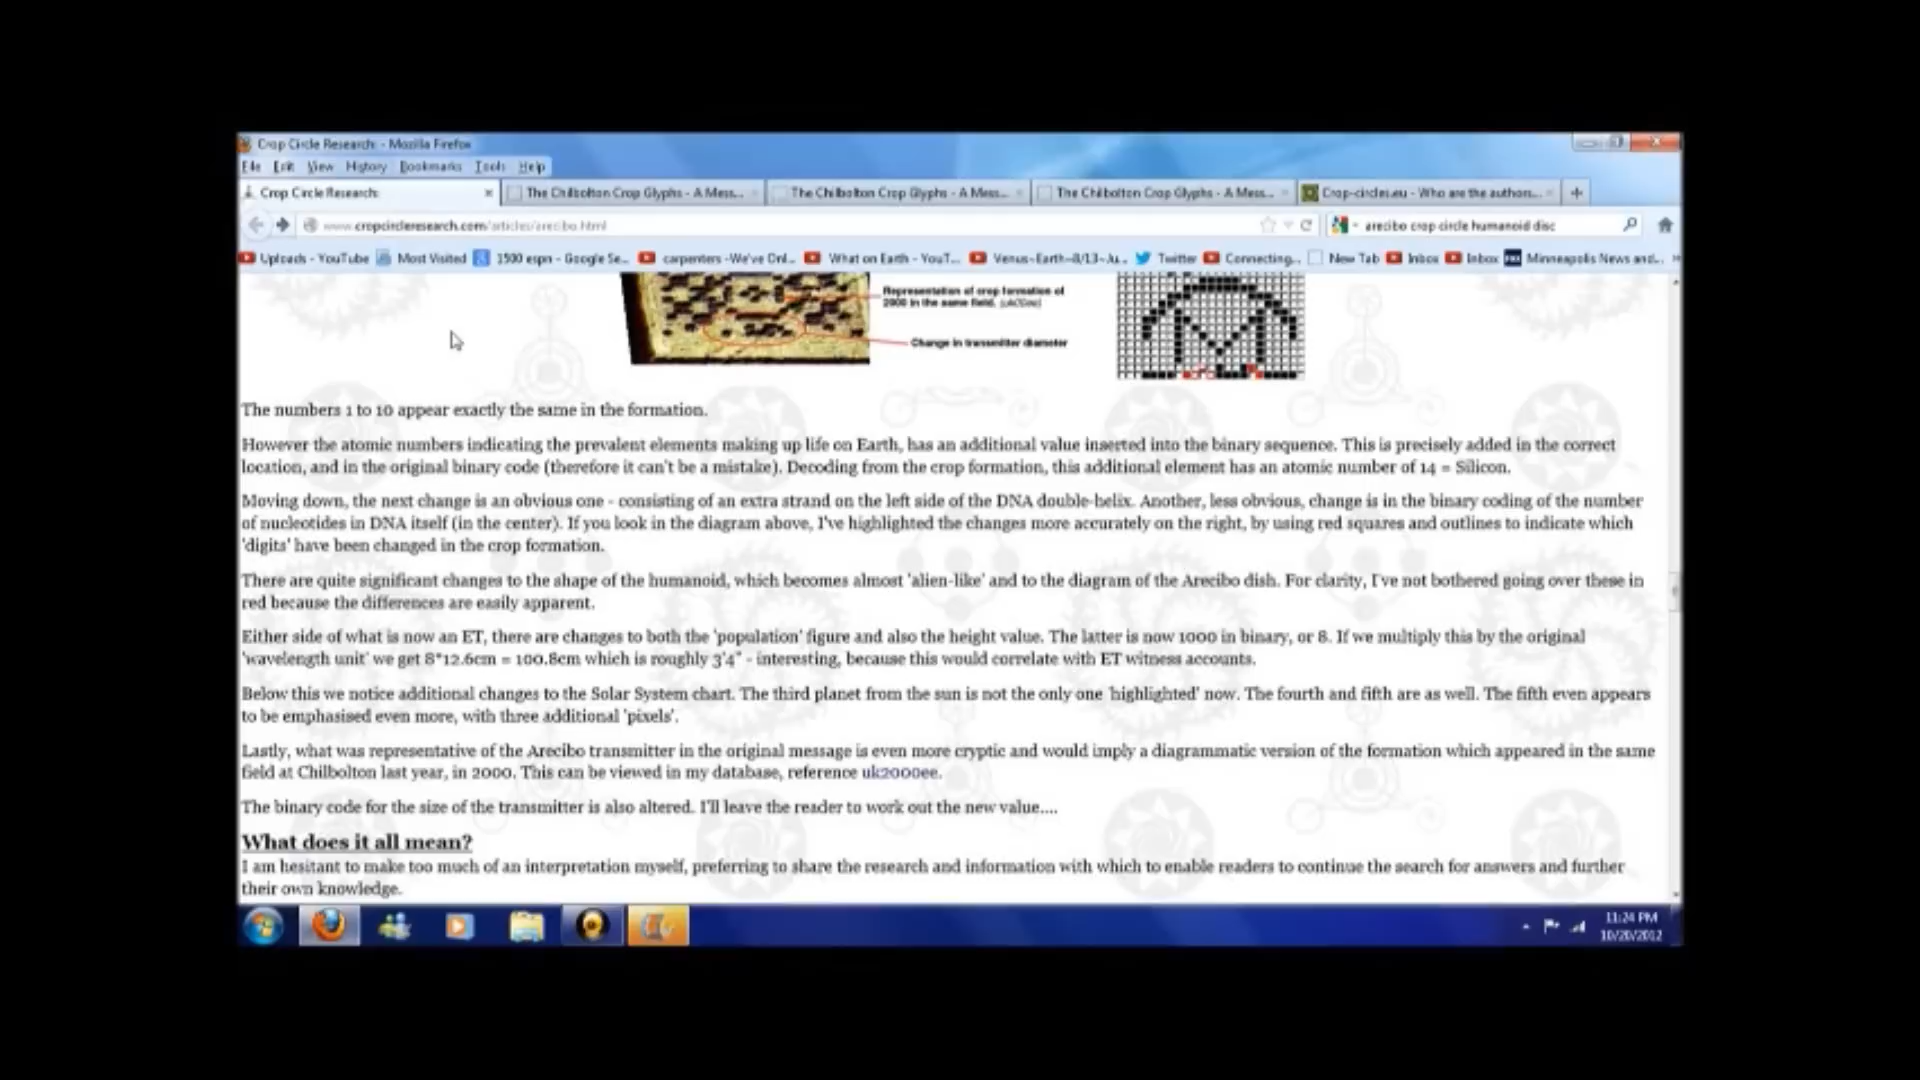 Crop Circle Research: - Mozilla Firefox
File Edit View History Bookmarks Tools Help
Crop Circle Research: The Chilbolton Crop Glyphs - A Mess... The Chilbolton Crop Glyphs - A Mess... The Chilbolton Crop Glyphs - A Mess... Crop-circles.eu - Who are the authors...
www.cropcircleresearch.com/articles/arecibo.html arecibo crop circle humanoid disc
Uploads - YouTube Most Visited 1500 espn - Google Se... carpenters -We've Onl... What on Earth - YouT... Venus-Earth-8/13-Ju... Twitter Connecting... New Tab Inbox Inbox Minneapolis News and...
Representation of crop formation of
2000 in the same field.
Change in transmitter diameter
The numbers 1 to 10 appear exactly the same in the formation.
However the atomic numbers indicating the prevalent elements making up life on Earth, has an additional value inserted into the binary sequence. This is precisely added in the correct
location, and in the original binary code (therefore it can't be a mistake). Decoding from the crop formation, this additional element has an atomic number of 14 = Silicon.
Moving down, the next change is an obvious one - consisting of an extra strand on the left side of the DNA double-helix. Another, less obvious, change is in the binary coding of the number
of nucleotides in DNA itself (in the center). If you look in the diagram above, I've highlighted the changes more accurately on the right, by using red squares and outlines to indicate which
'digits' have been changed in the crop formation.
There are quite significant changes to the shape of the humanoid, which becomes almost 'alien-like' and to the diagram of the Arecibo dish. For clarity, I've not bothered going over these in
red because the differences are easily apparent.
Either side of what is now an ET, there are changes to both the 'population' figure and also the height value. The latter is now 1000 in binary, or 8. If we multiply this by the original
'wavelength unit' we get 8*12.6cm = 100.8cm which is roughly 3'4" - interesting, because this would correlate with ET witness accounts.
Below this we notice additional changes to the Solar System chart. The third planet from the sun is not the only one 'highlighted' now. The fourth and fifth are as well. The fifth even appears
to be emphasised even more, with three additional 'pixels'.
Lastly, what was representative of the Arecibo transmitter in the original message is even more cryptic and would imply a diagrammatic version of the formation which appeared in the same
field at Chilbolton last year, in 2000. This can be viewed in my database, reference uk2000ee.
The binary code for the size of the transmitter is also altered. I'll leave the reader to work out the new value....
What does it all mean?
I am hesitant to make too much of an interpretation myself, preferring to share the research and information with which to enable readers to continue the search for answers and further
their own knowledge.
11:24 PM
10/20/2012